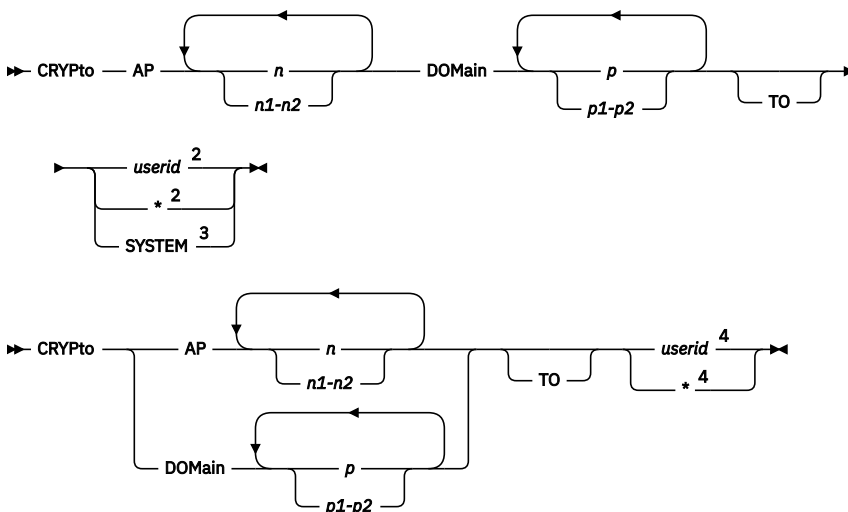 CRYPto AP n DOMain p
n1-n2 p1-p2 TO
userid 2
* 2
SYSTEM 3
CRYPto AP n userid 4
n1-n2 TO * 4
DOMain p
p1-p2